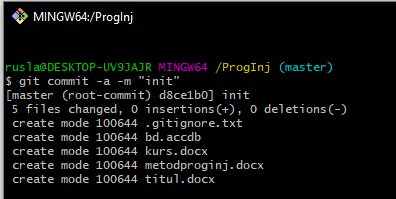 MINGW64:/ProgInj
rusla@DESKTOP-UV9JAJR MINGW64 /ProgInj (master)
$ git commit -a -m "init"
[master (root-commit) d8ce1b0] init
 5 files changed, 0 insertions(+), 0 deletions(-)
 create mode 100644 .gitignore.txt
 create mode 100644 bd.accdb
 create mode 100644 kurs.docx
 create mode 100644 metodproginj.docx
 create mode 100644 titul.docx